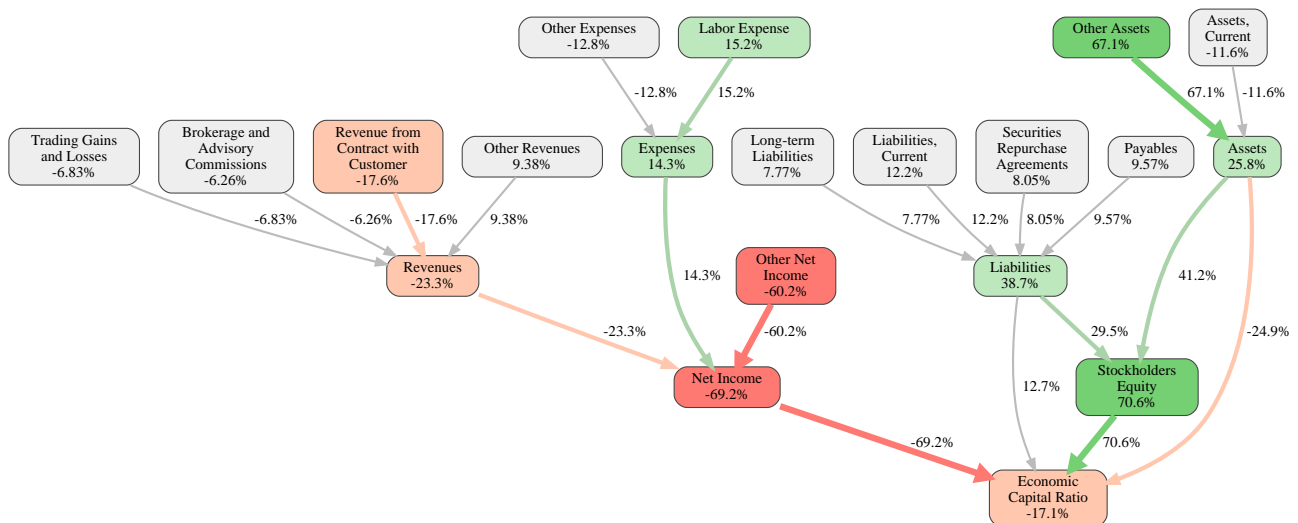 Other Expenses
-12.8%
Labor Expense
15.2%
Other Assets
67.1%
Assets,
Current
-11.6%
-12.8%
15.2%
67.1%
-11.6%
Trading Gains
and Losses
-6.83%
Brokerage and
Advisory
Commissions
-6.26%
Revenue from
Contract with
Customer
-17.6%
Other Revenues
9.38%
Expenses
14.3%
Long-term
Liabilities
7.77%
Liabilities,
Current
12.2%
Securities
Repurchase
Agreements
8.05%
Payables
9.57%
Assets
25.8%
-6.83%
-6.26%
-17.6%
9.38%
7.77%
12.2%
8.05%
9.57%
Revenues
-23.3%
14.3%
Other Net
Income
-60.2%
Liabilities
38.7%
41.2%
-23.3%
-60.2%
29.5%
-24.9%
Net Income
-69.2%
12.7%
Stockholders
Equity
70.6%
-69.2%
70.6%
Economic
Capital Ratio
-17.1%